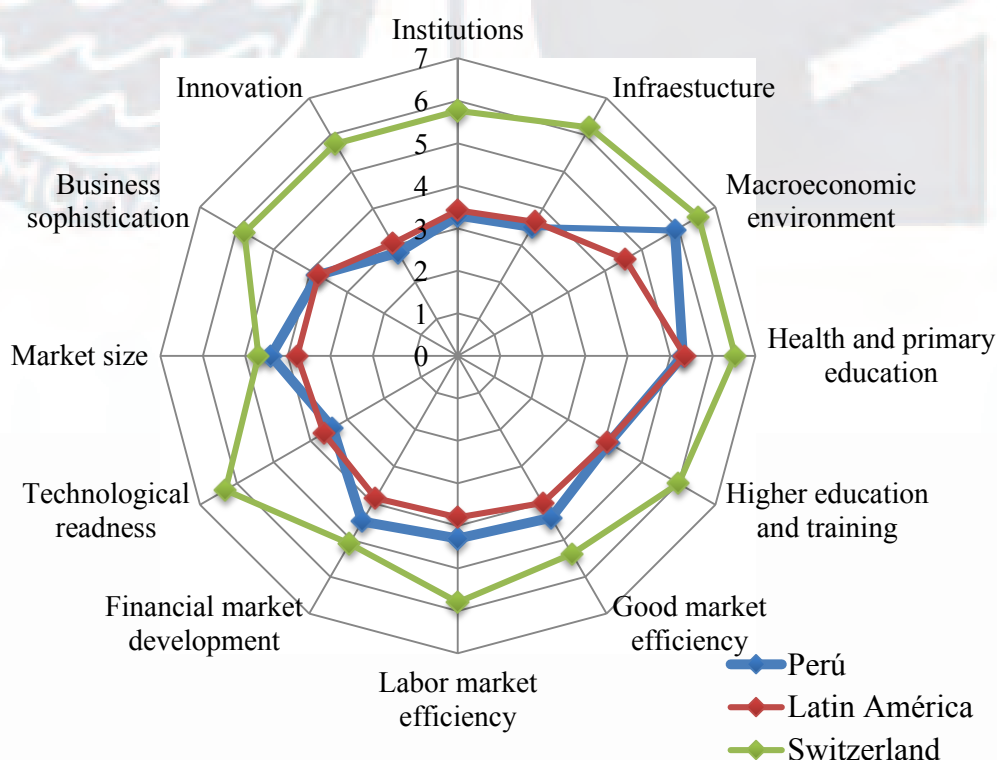 Institutions
7
6
5
4
3
2
1
0
Infraestucture
Macroeconomic
environment
Health and primary
education
Higher education
and training
Good market
efficiency
Labor market
efficiency
Financial market
development
Technological
readness
Market size
Business
sophistication
Innovation
Perú
Latin América
Switzerland